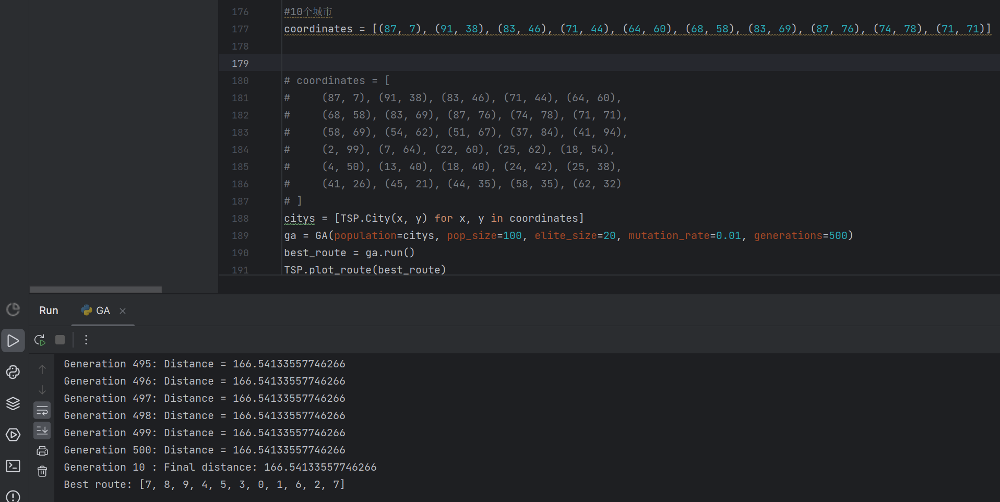 176 #10个城市
177 coordinates = [(87, 7), (91, 38), (83, 46), (71, 44), (64, 60), (68, 58), (83, 69), (87, 76), (74, 78), (71, 71)]
178
179
180 # coordinates = [
181 #     (87, 7), (91, 38), (83, 46), (71, 44), (64, 60),
182 #     (68, 58), (83, 69), (87, 76), (74, 78), (71, 71),
183 #     (58, 69), (54, 62), (51, 67), (37, 84), (41, 94),
184 #     (2, 99), (7, 64), (22, 60), (25, 62), (18, 54),
185 #     (4, 50), (13, 40), (18, 40), (24, 42), (25, 38),
186 #     (41, 26), (45, 21), (44, 35), (58, 35), (62, 32)
187 # ]
188 citys = [TSP.City(x, y) for x, y in coordinates]
189 ga = GA(population=citys, pop_size=100, elite_size=20, mutation_rate=0.01, generations=500)
190 best_route = ga.run()
191 TSP.plot_route(best_route)
Run GA
Generation 495: Distance = 166.54133557746266
Generation 496: Distance = 166.54133557746266
Generation 497: Distance = 166.54133557746266
Generation 498: Distance = 166.54133557746266
Generation 499: Distance = 166.54133557746266
Generation 500: Distance = 166.54133557746266
Generation 10 : Final distance: 166.54133557746266
Best route: [7, 8, 9, 4, 5, 3, 0, 1, 6, 2, 7]